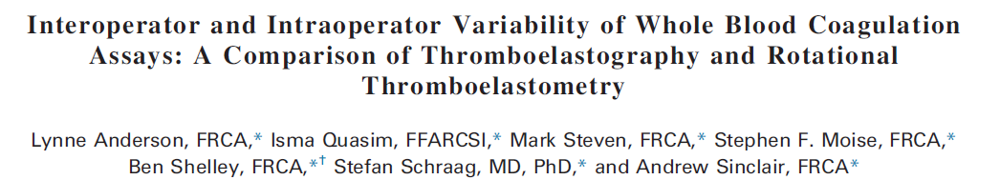 Interoperator and Intraoperator Variability of Whole Blood Coagulation
Assays: A Comparison of Thromboelastography and Rotational
Thromboelastometry
Lynne Anderson, FRCA,* Isma Quasim, FFARCSI,* Mark Steven, FRCA,* Stephen F. Moise, FRCA,*
Ben Shelley, FRCA,*† Stefan Schraag, MD, PhD,* and Andrew Sinclair, FRCA*